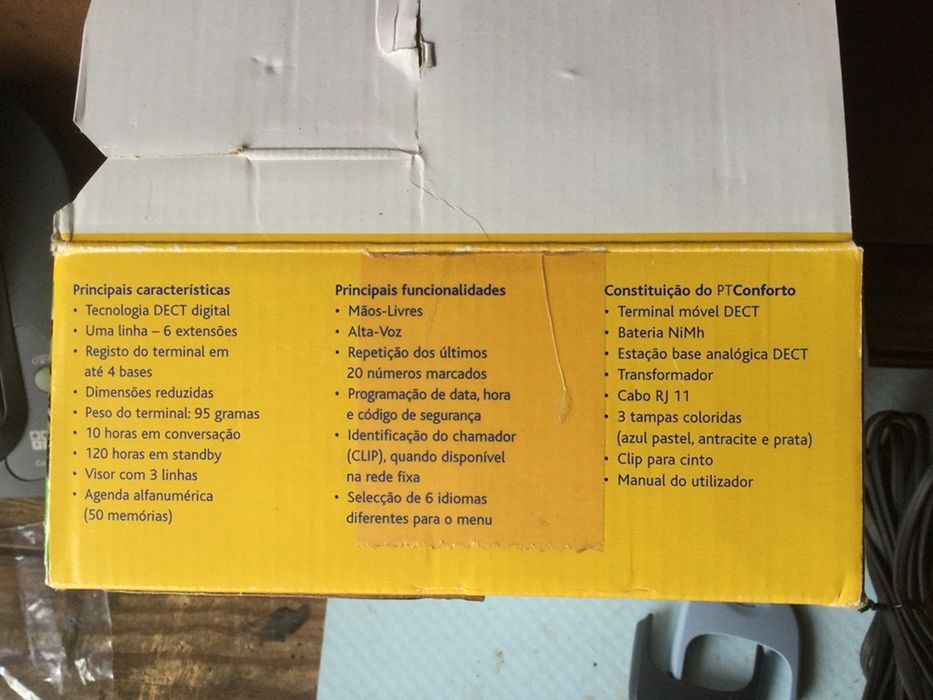 Principais características
• Tecnologia DECT digital
• Uma linha – 6 extensões
• Registo do terminal em
até 4 bases
• Dimensões reduzidas
• Peso do terminal: 95 gramas
• 10 horas em conversação
• 120 horas em standby
• Visor com 3 linhas
• Agenda alfanumérica
(50 memórias)
Principais funcionalidades
• Mãos-Livres
• Alta-Voz
• Repetição dos últimos
20 números marcados
• Programação de data, hora
e código de segurança
• Identificação do chamador
(CLIP), quando disponível
na rede fixa
• Selecção de 6 idiomas
diferentes para o menu
Constituição do PTConforto
• Terminal móvel DECT
• Bateria NiMh
• Estação base analógica DECT
• Transformador
• Cabo RJ 11
• 3 tampas coloridas
(azul pastel, antracite e prata)
• Clip para cinto
• Manual do utilizador